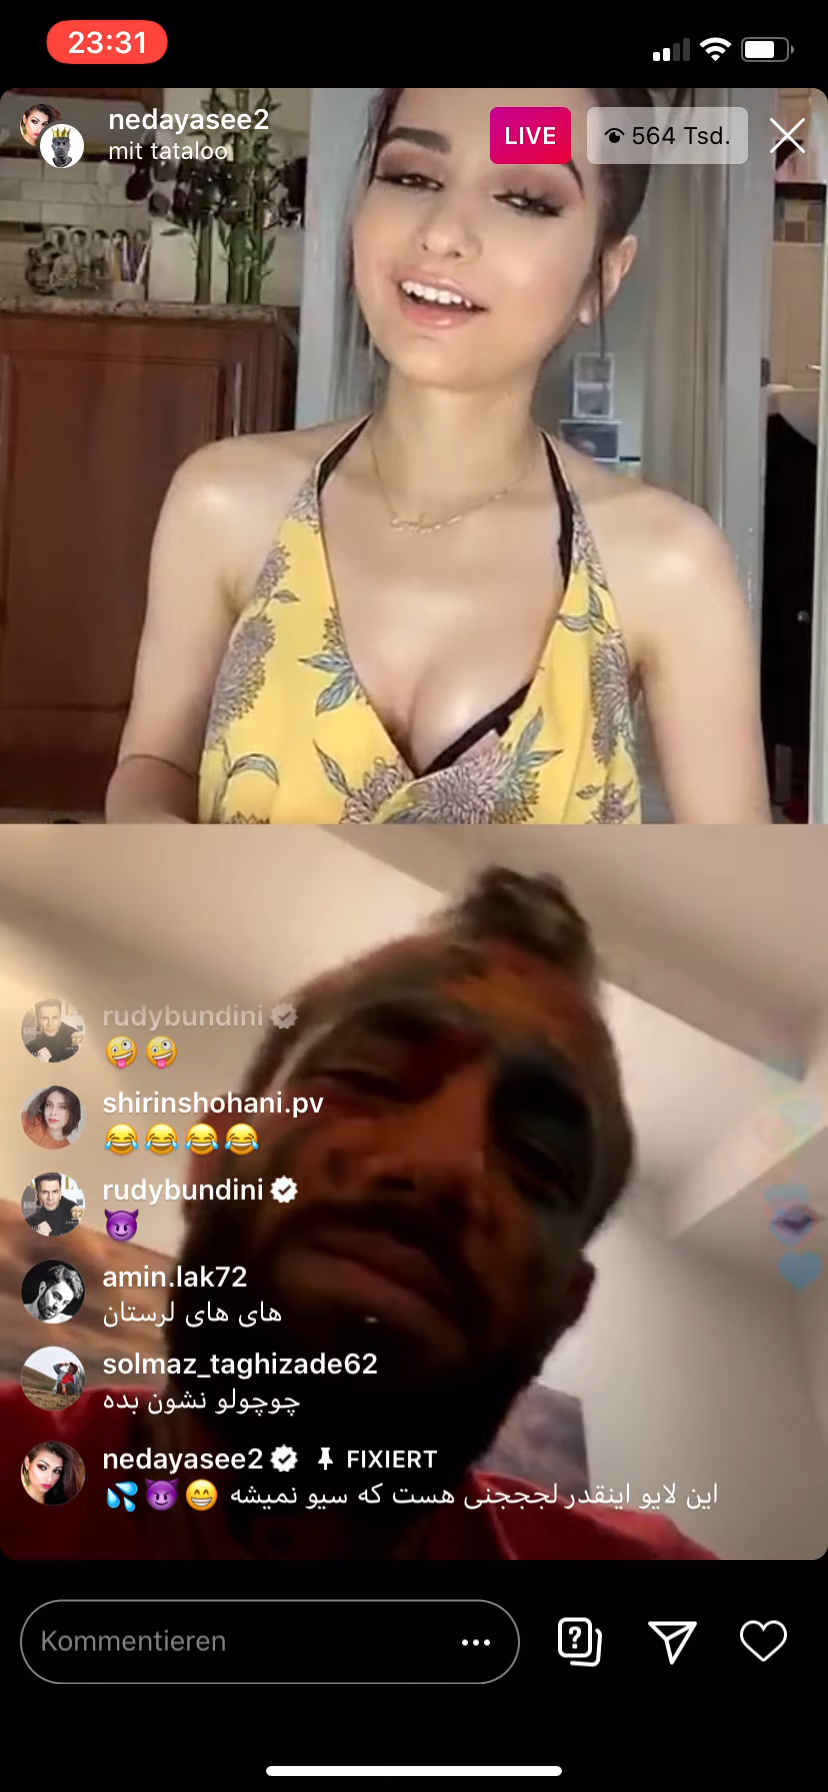 23:31
nedayasee2
mit tataloo
LIVE
564 Tsd.
rudybundini
🤪🤪
shirinshohani.pv
😂😂😂😂
rudybundini
😈
amin.lak72
های های لرستان
solmaz_taghizade62
چوچولو نشون بده
nedayasee2 FIXIERT
این لایو اینقدر لجججنی هست که سیو نمیشه 😁😈💦
Kommentieren